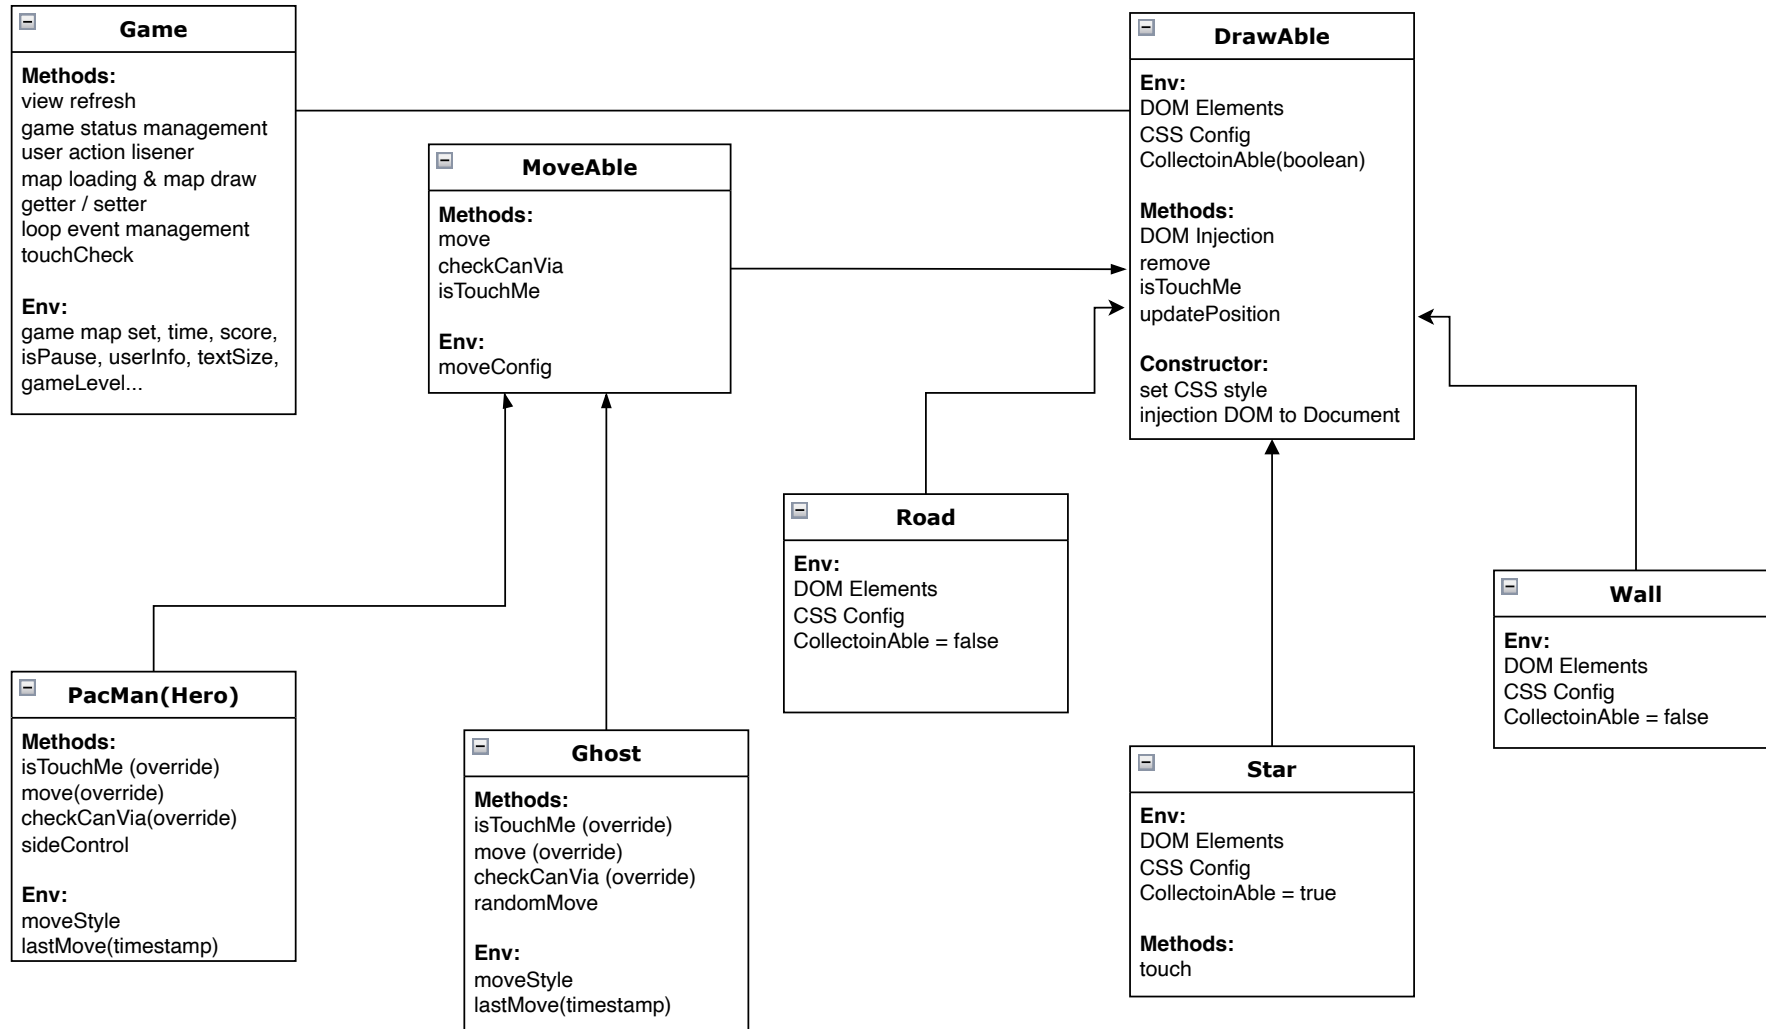 Game
Methods:
view refresh
game status management
user action lisener
map loading & map draw
getter / setter
loop event management
touchCheck
Env:
game map set, time, score,
isPause, userInfo, textSize,
gameLevel...
MoveAble
Methods:
move
checkCanVia
isTouchMe
Env:
moveConfig
DrawAble
Env:
DOM Elements
CSS Config
CollectoinAble(boolean)
Methods:
DOM Injection
remove
isTouchMe
updatePosition
Constructor:
set CSS style
injection DOM to Document
Road
Env:
DOM Elements
CSS Config
CollectoinAble = false
Wall
Env:
DOM Elements
CSS Config
CollectoinAble = false
PacMan(Hero)
Methods:
isTouchMe (override)
move(override)
checkCanVia(override)
sideControl
Env:
moveStyle
lastMove(timestamp)
Ghost
Methods:
isTouchMe (override)
move (override)
checkCanVia (override)
randomMove
Env:
moveStyle
lastMove(timestamp)
Star
Env:
DOM Elements
CSS Config
CollectoinAble = true
Methods:
touch